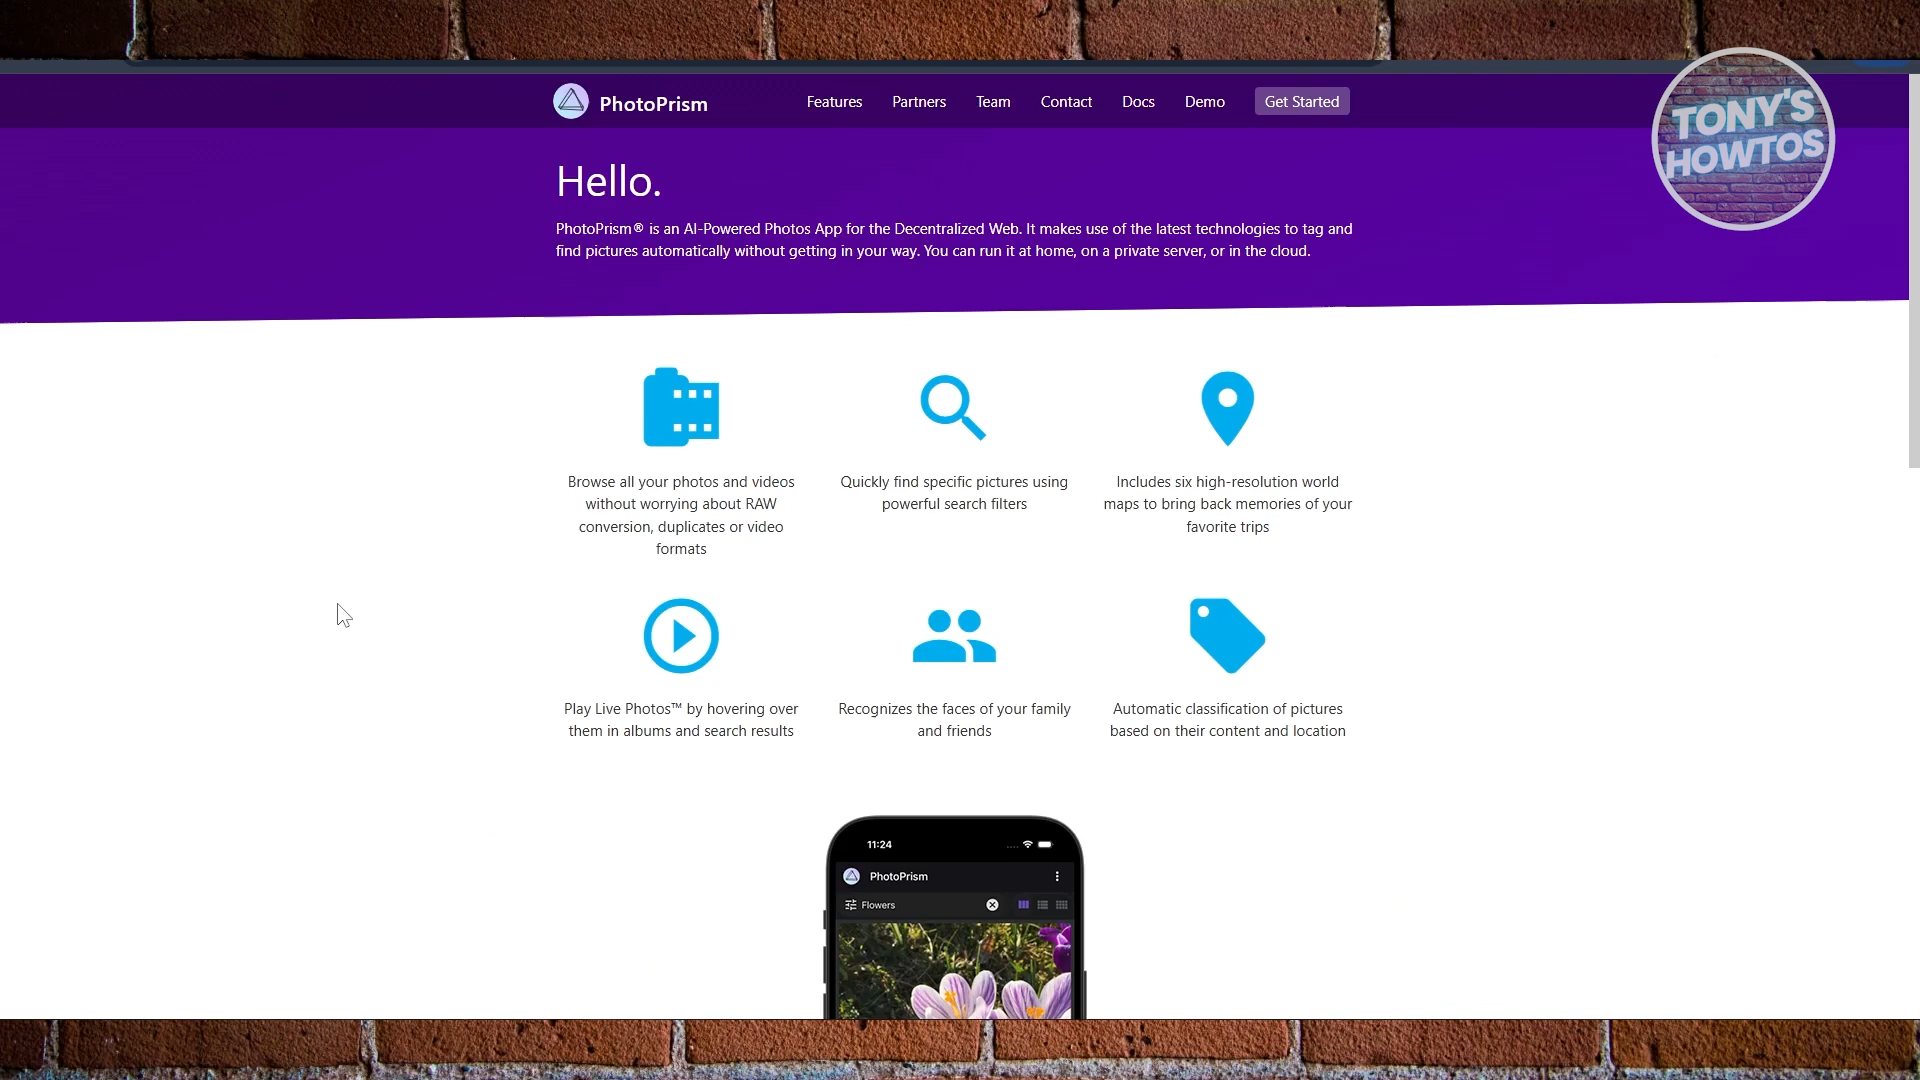 PhotoPrism
Features
Partners
Team
Contact
Docs
Demo
Get Started
TONY'S
HOWTOS
Hello.
PhotoPrism® is an AI-Powered Photos App for the Decentralized Web. It makes use of the latest technologies to tag and
find pictures automatically without getting in your way. You can run it at home, on a private server, or in the cloud.
Browse all your photos and videos
without worrying about RAW
conversion, duplicates or video
formats
Quickly find specific pictures using
powerful search filters
Includes six high-resolution world
maps to bring back memories of your
favorite trips
Play Live Photos™ by hovering over
them in albums and search results
Recognizes the faces of your family
and friends
Automatic classification of pictures
based on their content and location
11:24
PhotoPrism
Flowers